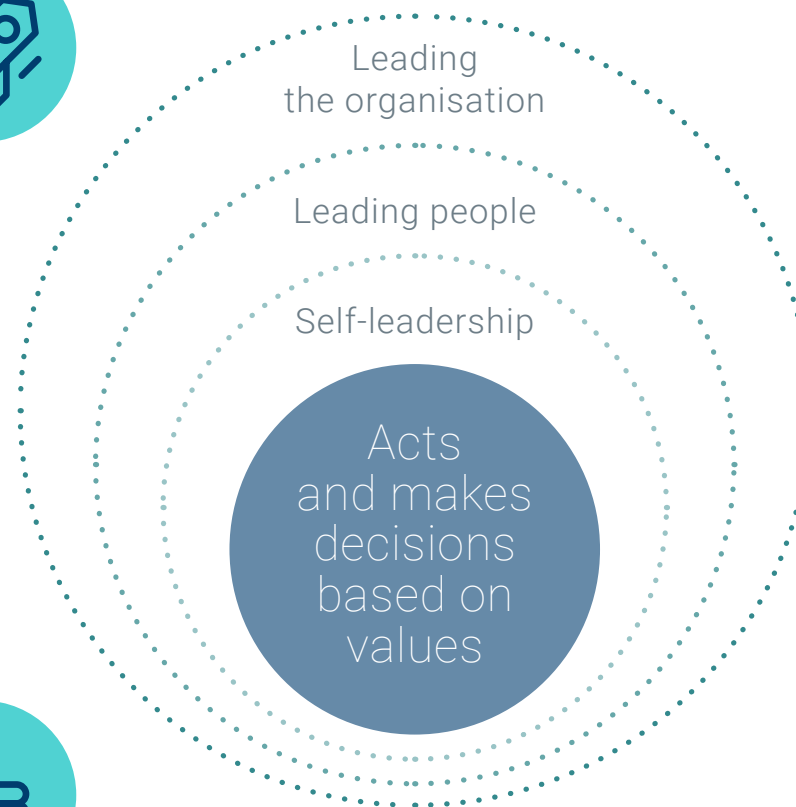 Leading
the organisation
Leading people
Self-leadership
Acts
and makes
decisions
based on
values